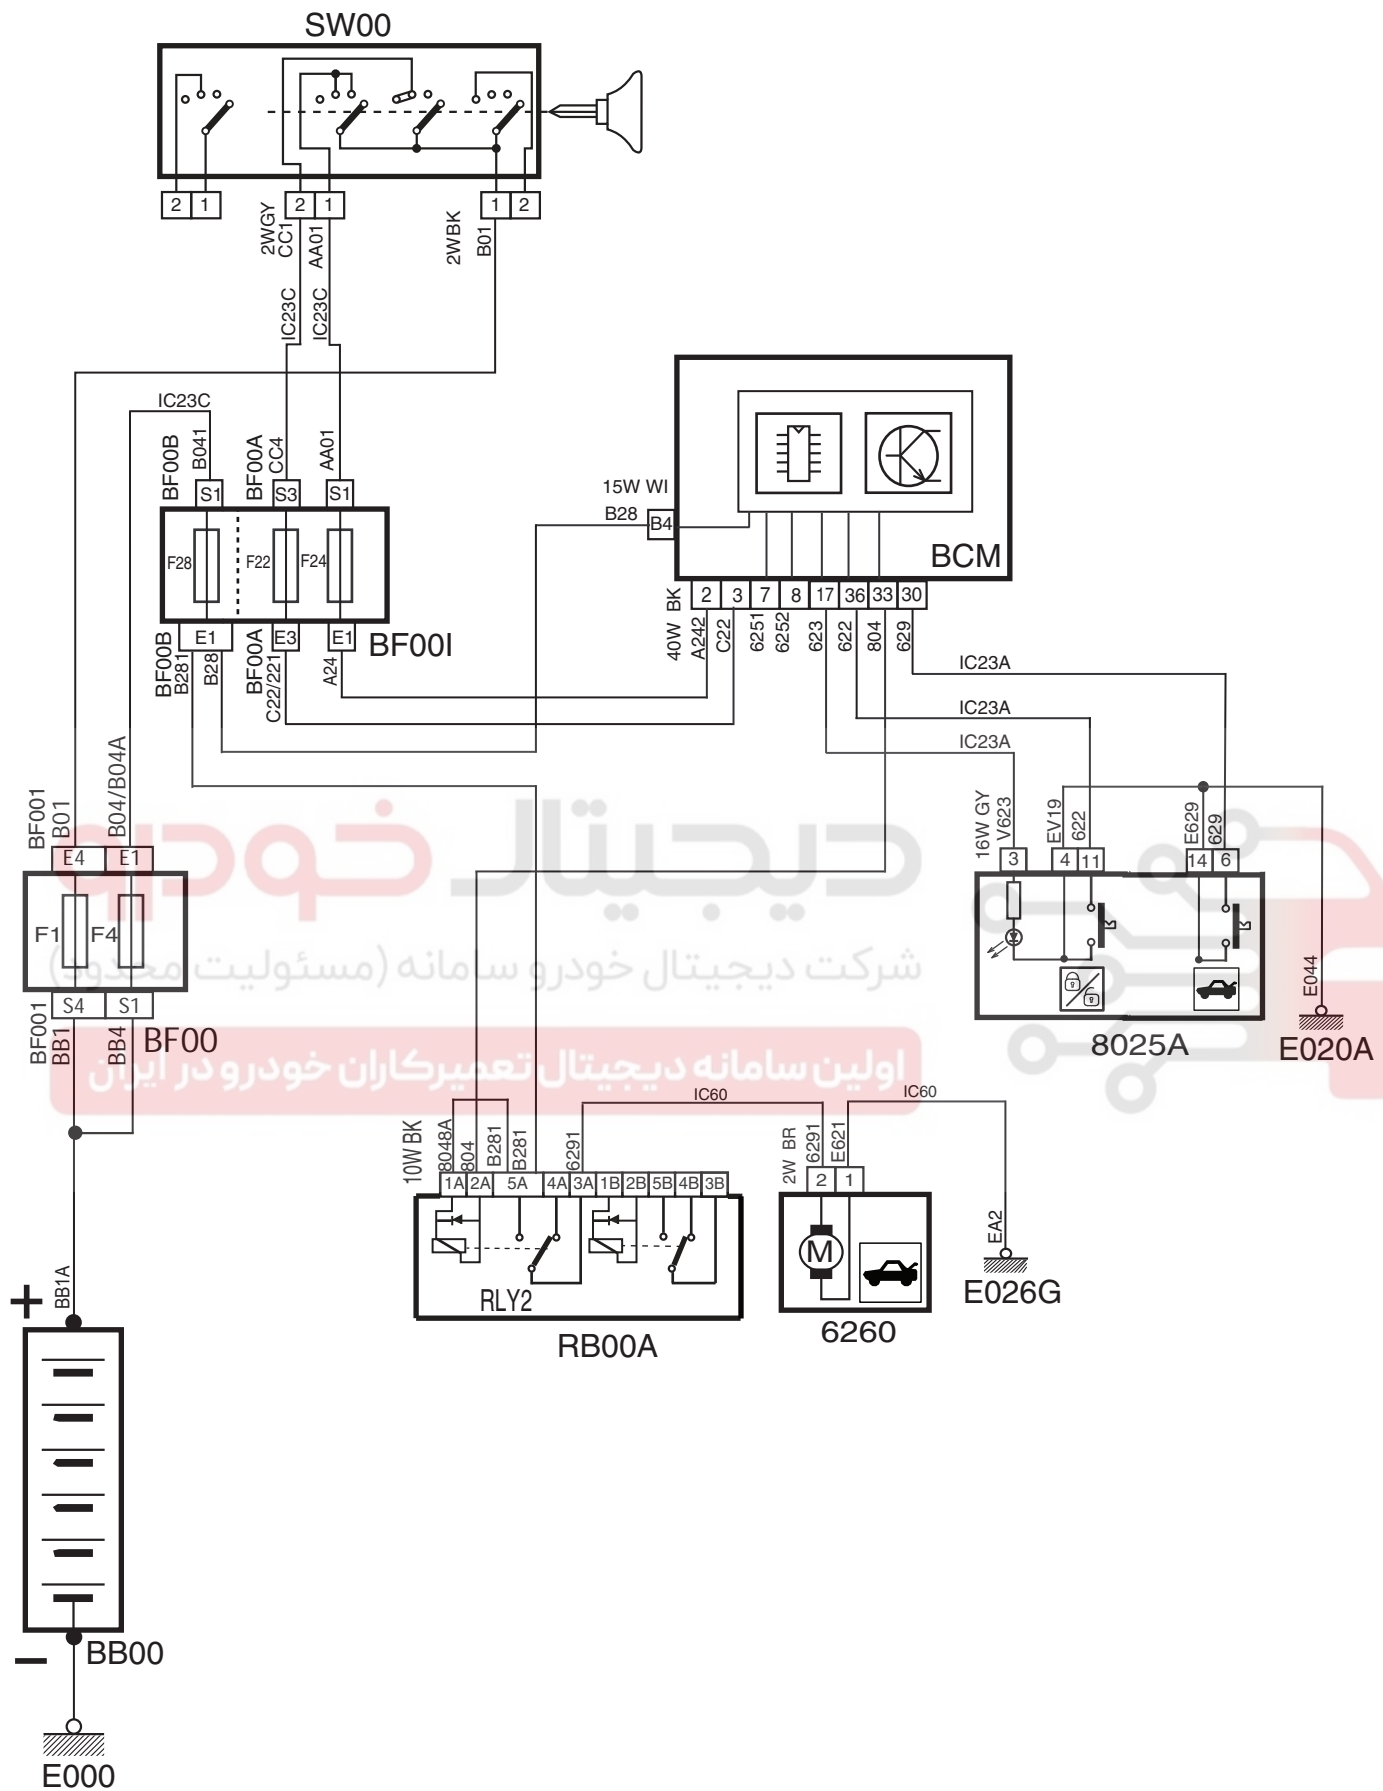 SW00
2 1 2 1 1 2
2WGY
CC1
AA01
2WBK
B01
IC23C
IC23C
IC23C
BF00B
B041
BF00A
CC4
AA01
S1 S3 S1
F28 F22 F24
E1 E3 E1
BF00I
BF00B
B281
B28
BF00A
C22/221
A24
15W WI
B28
B4
BCM
2 3 7 8 17 36 33 30
40W BK
A242
C22
6251
6252
623
622
804
629
IC23A
IC23A
IC23A
BF001
B01
B04/B04A
E4 E1
F1 F4
S4 S1
BF001
BB1
BB4
BF00
دیجیتال خودرو
شرکت دیجیتال خودرو سامانه (مسئولیت محدود)
اولین سامانه دیجیتال تعمیرکاران خودرو در ایران
16W GY
V623
EV19
622
E629
629
3 4 11 14 6
8025A
E044
E020A
10W BK
8048A
804
B281
B281
6291
IC60
IC60
1A 2A 5A 4A 3A 1B 2B 5B 4B 3B
RLY2
RB00A
2W BR
6291
E621
2 1
M
6260
EA2
E026G
BB1A
+
−
BB00
E000